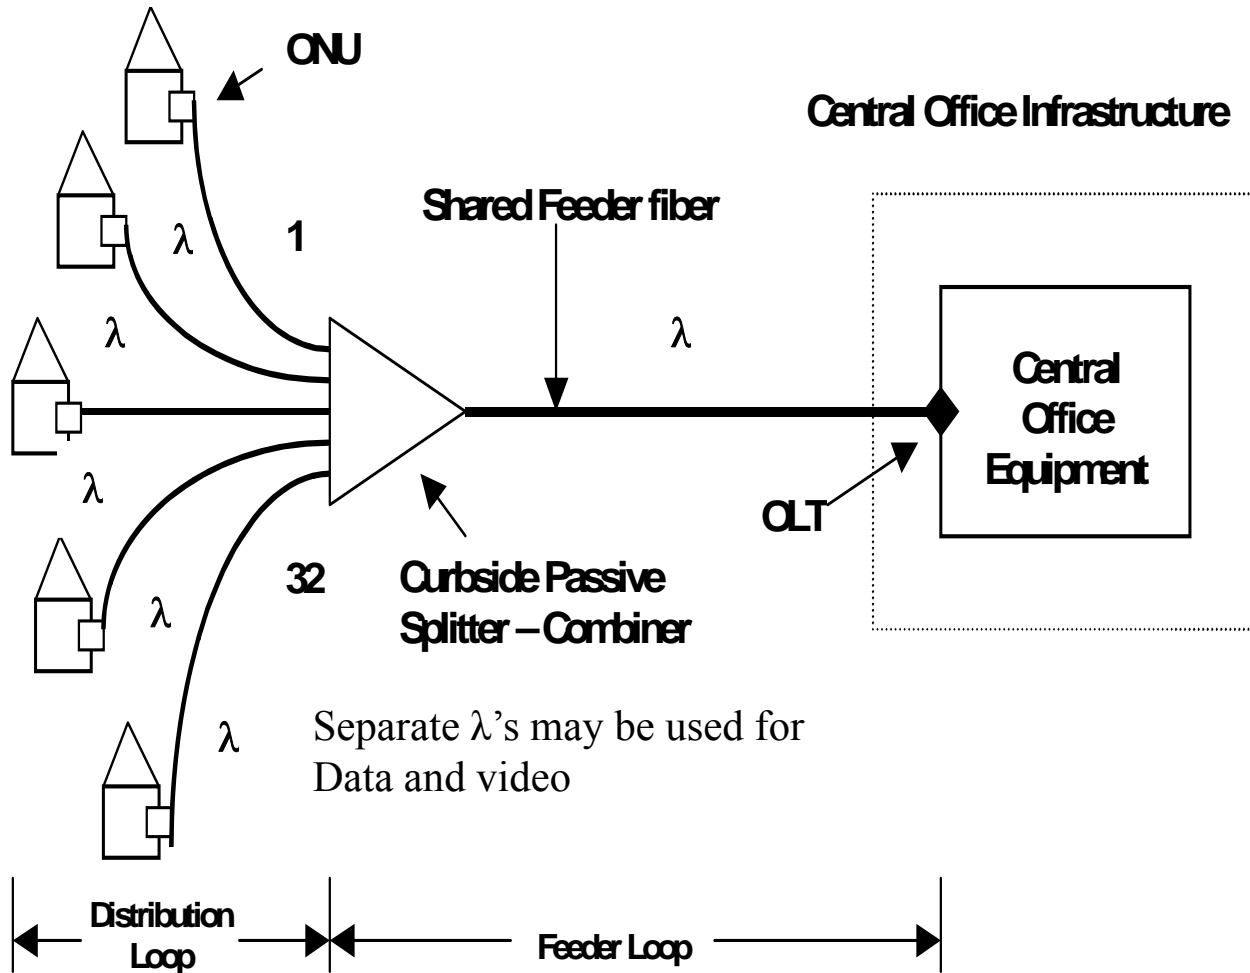 ONU
Central Office Infrastructure
Shared Feeder fiber
λ
1
λ
λ
Central
Office
Equipment
λ
OLT
λ
32
Curbside Passive
Splitter – Combiner
λ
Separate λ’s may be used for
Data and video
Distribution
Loop
Feeder Loop